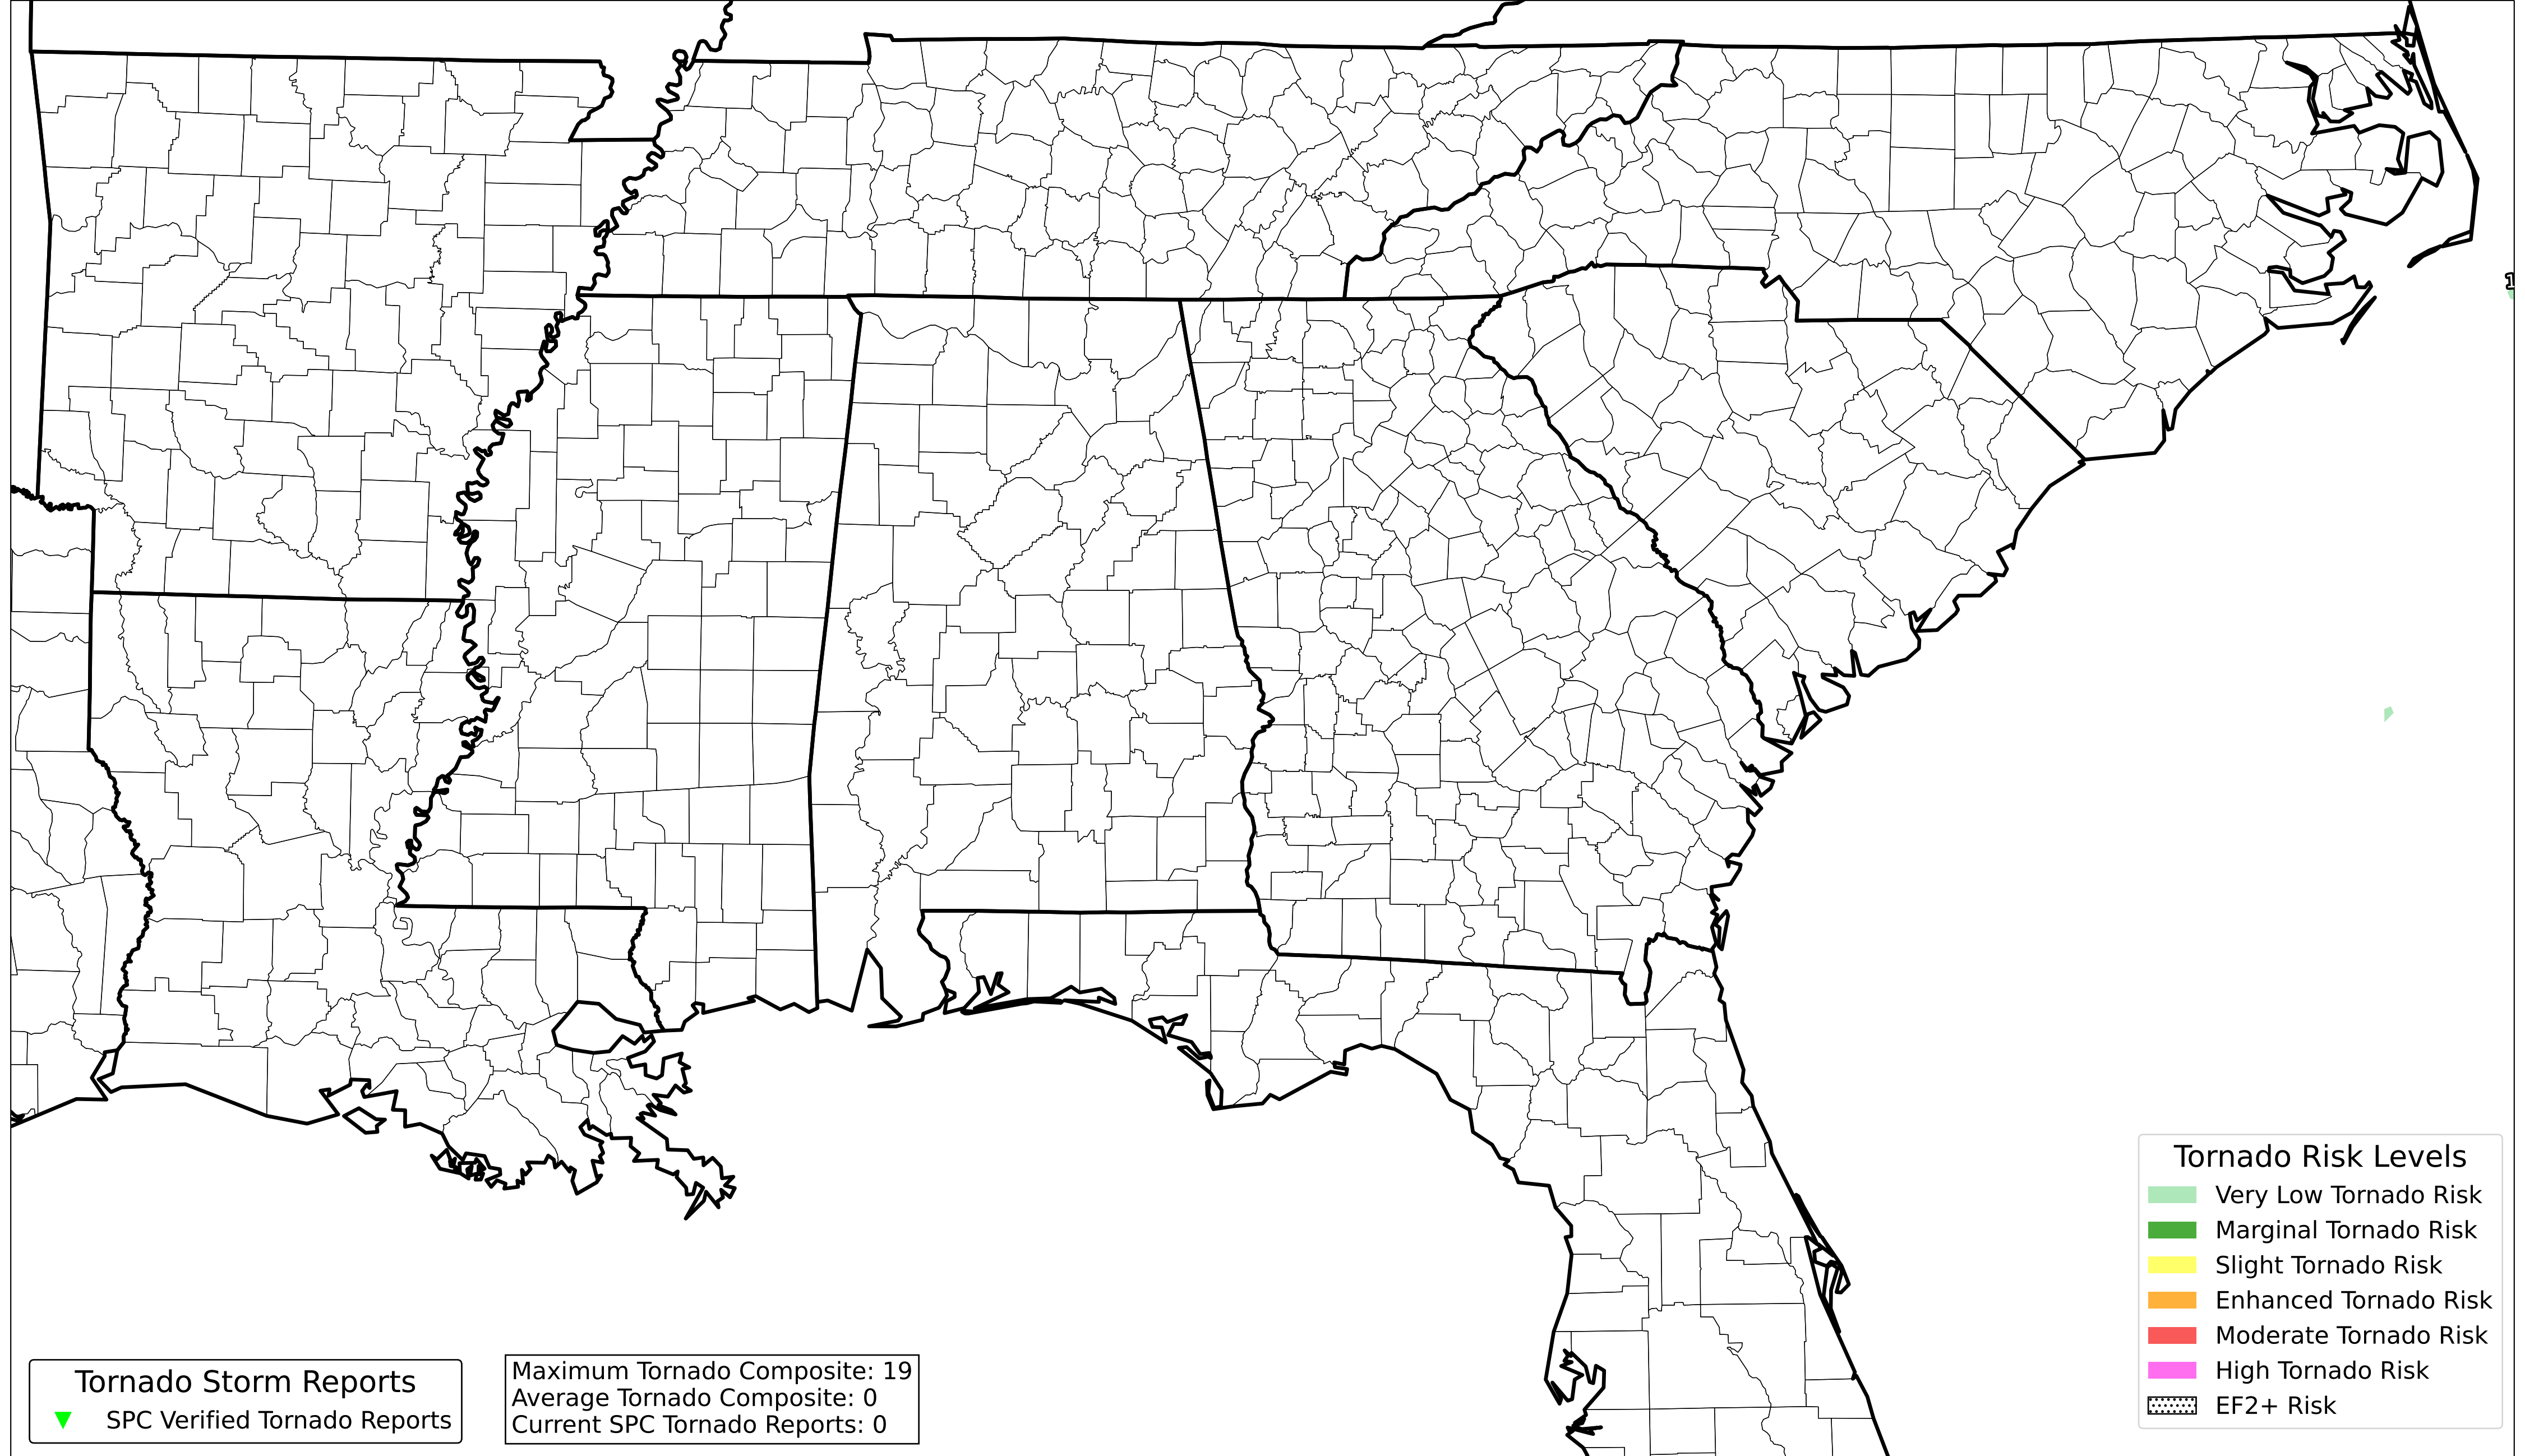 Tornado Risk Levels
Very Low Tornado Risk
Marginal Tornado Risk
Slight Tornado Risk
Enhanced Tornado Risk
Moderate Tornado Risk
High Tornado Risk
EF2+ Risk
Tornado Storm Reports
SPC Verified Tornado Reports
Maximum Tornado Composite: 19
Average Tornado Composite: 0
Current SPC Tornado Reports: 0